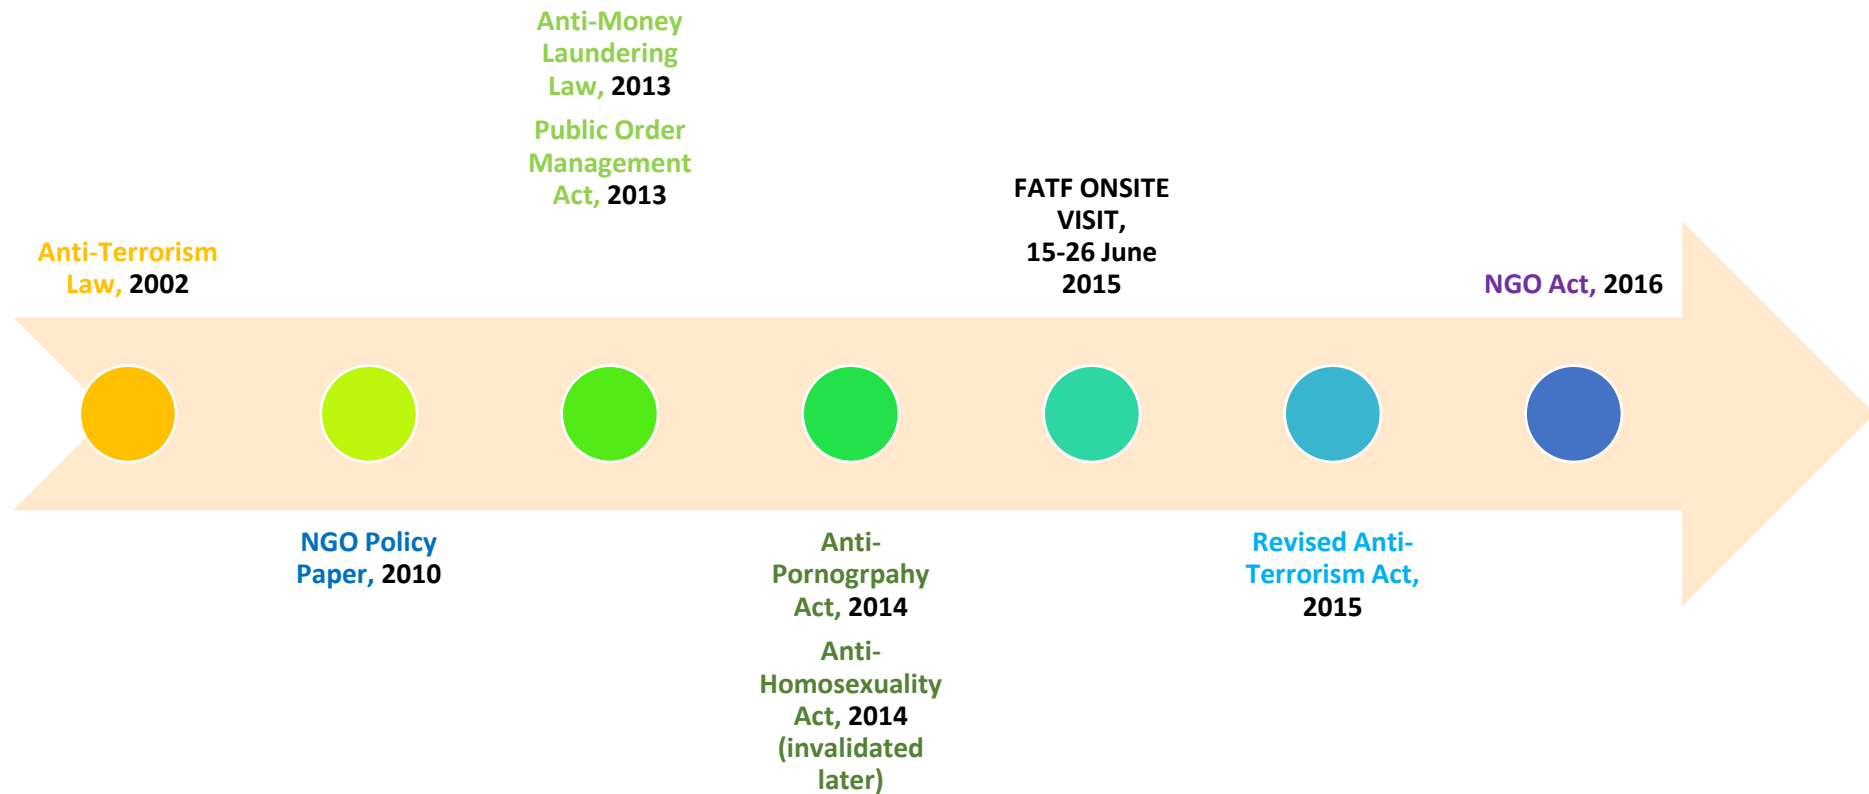 Anti-Terrorism
Law, 2002
NGO Policy
Paper, 2010
Anti-Money
Laundering
Law, 2013
Public Order
Management
Act, 2013
Anti-
Pornogrpahy
Act, 2014
Anti-
Homosexuality
Act, 2014
(invalidated
later)
FATF ONSITE
VISIT,
15-26 June
2015
Revised Anti-
Terrorism Act,
2015
NGO Act, 2016